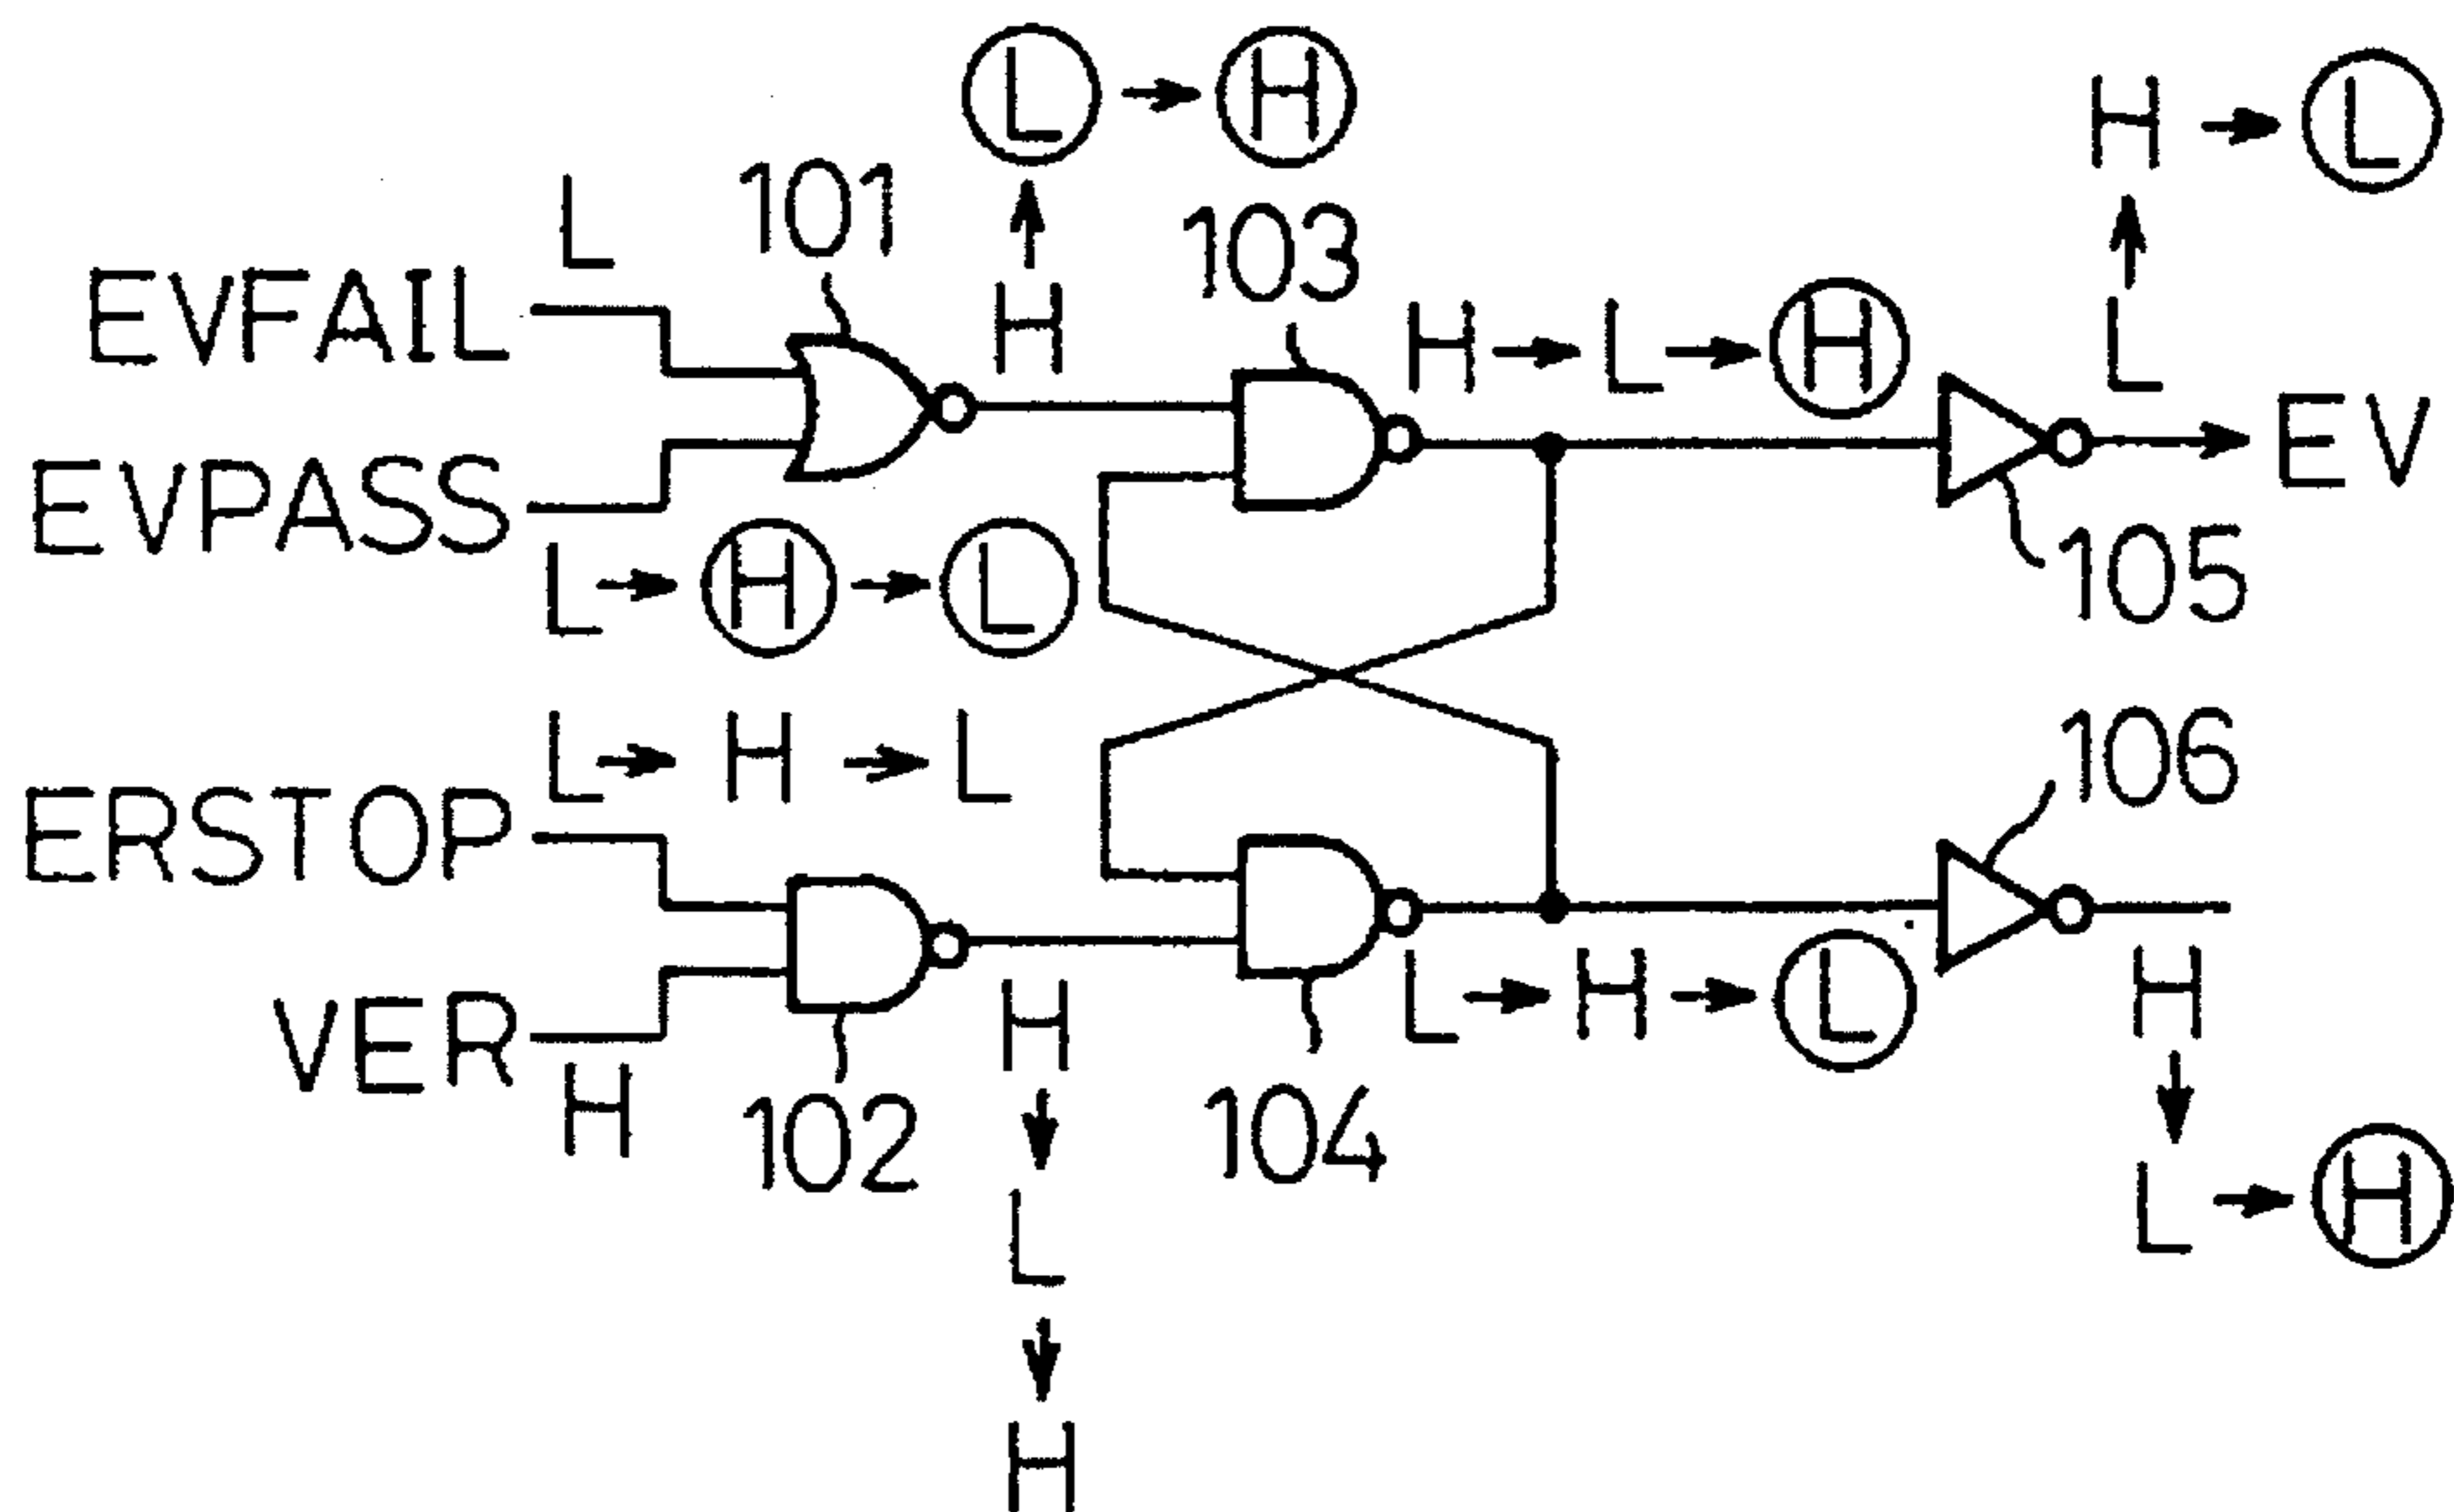 L → H
H → L
101
L
103
EVFAIL
H
H → L → H
L
EV
EVPASS
105
L → H → L
L → H → L
106
ERSTOP
VER
H
L → H → L
H
H
102
104
L
L → H
H